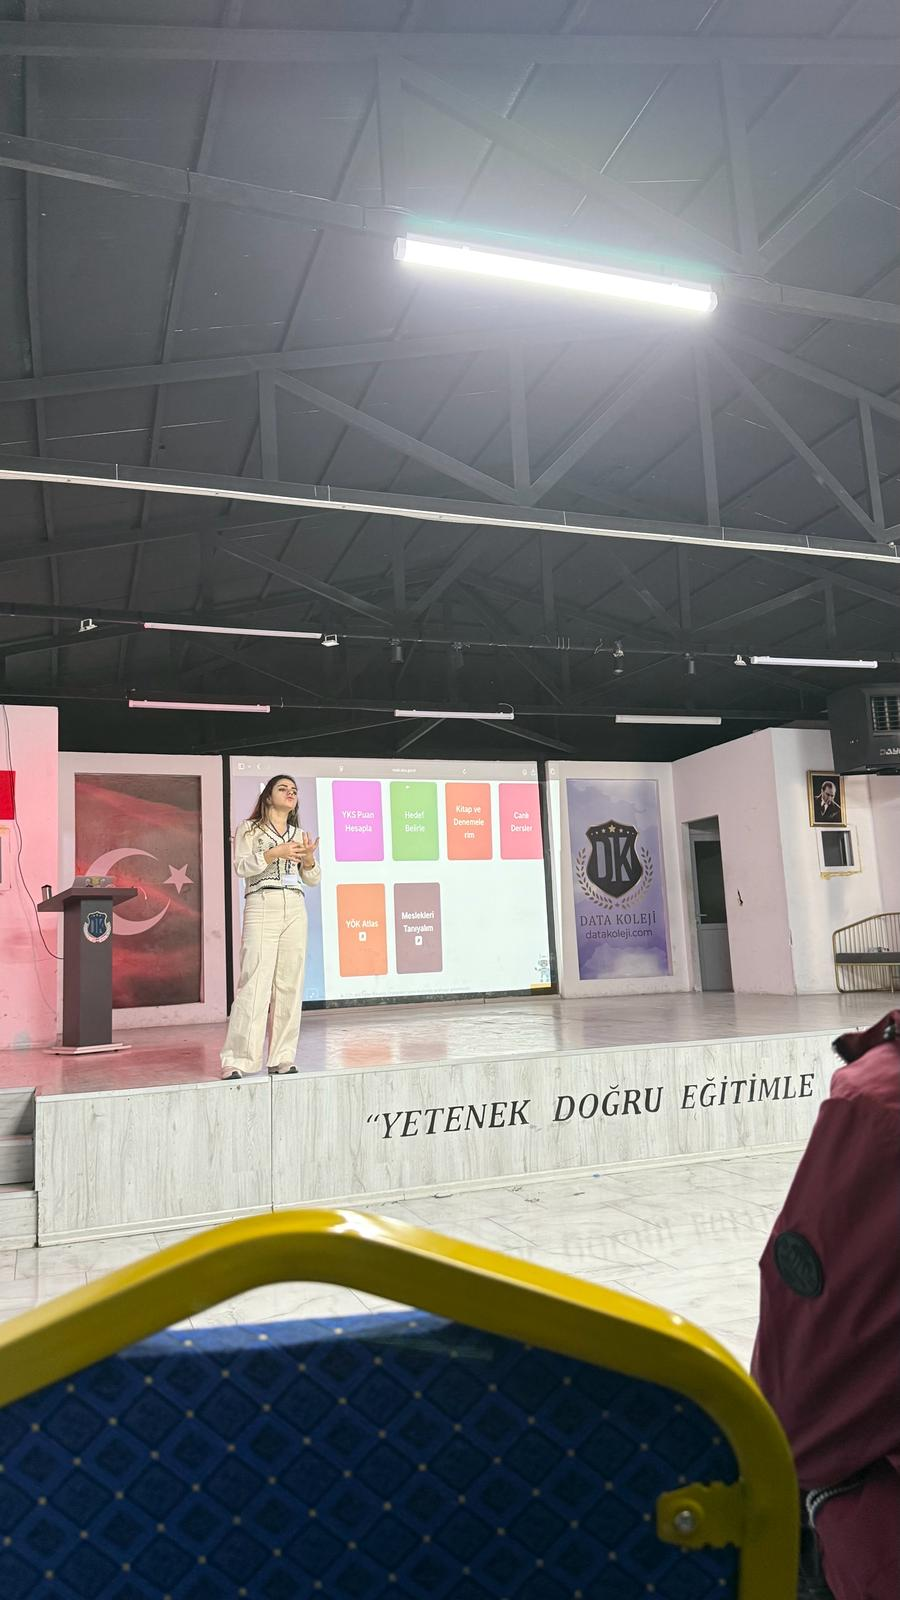 YKS Puan
Hesapla
Hedef
Belirle
Kitap ve
Denemele
rim
Canlı
Dersler
YÖK Atlas
Meslekleri
Tanıyalım
DK
DATA KOLEJİ
datakoleji.com
DK
"YETENEK DOĞRU EĞİTİMLE